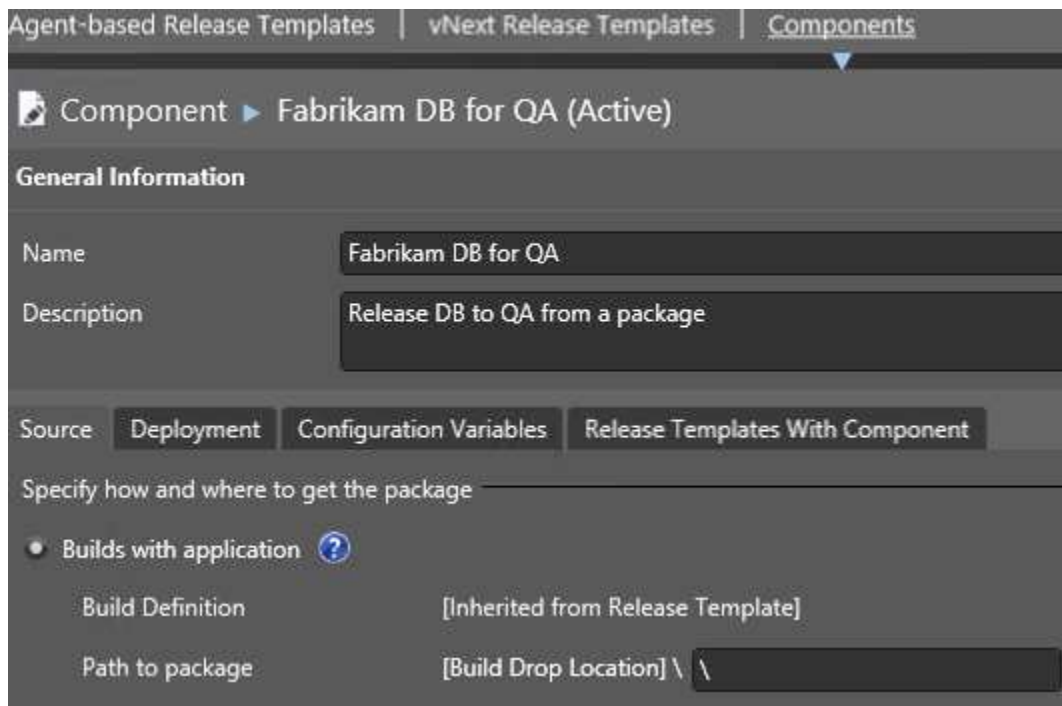 Agent-based Release Templates | vNext Release Templates | Components
Component ▶ Fabrikam DB for QA (Active)
General Information
Name Fabrikam DB for QA
Description Release DB to QA from a package
Source Deployment Configuration Variables Release Templates With Component
Specify how and where to get the package
Builds with application ?
Build Definition [Inherited from Release Template]
Path to package [Build Drop Location] \ \